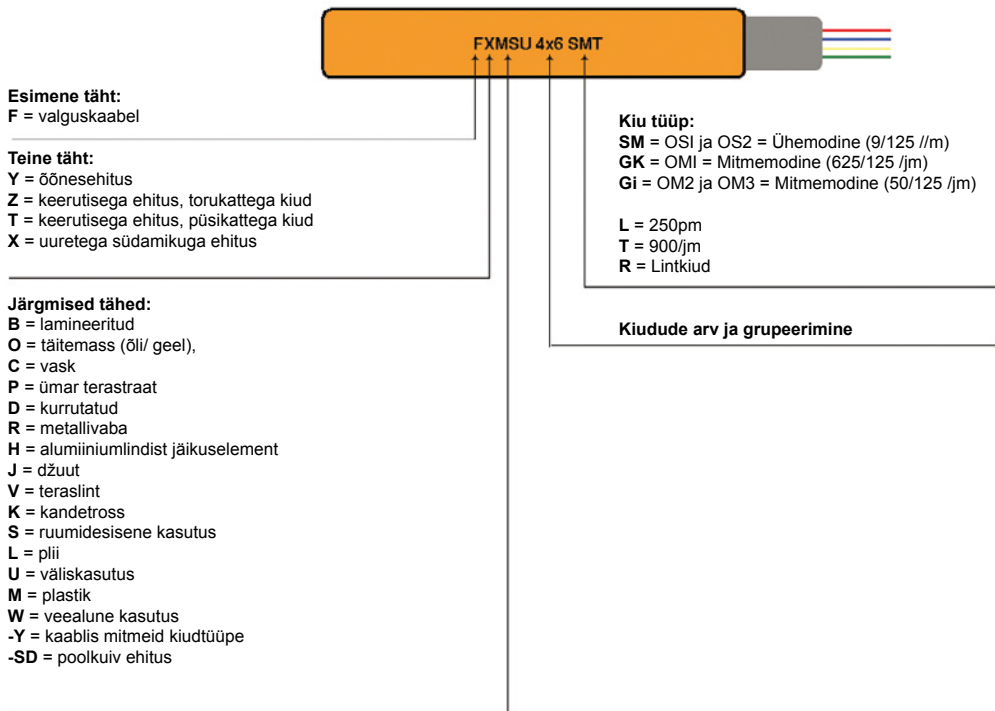 FXMSU 4x6 SMT
Esimene täht:
F = valguskaabel
Teine täht:
Y = õõnesehitus
Z = keerutisega ehitus, torukattega kiud
T = keerutisega ehitus, püsikattega kiud
X = uuretega südamikuga ehitus
Järgmised tähed:
B = lamineeritud
O = täitemass (õli/ geel),
C = vask
P = ümar terastraat
D = kurrutatud
R = metallivaba
H = alumiiniumlindist jäikuselement
J = džuut
V = teraslint
K = kandetross
S = ruumidesisene kasutus
L = plii
U = väliskasutus
M = plastik
W = veealune kasutus
-Y = kaablis mitmeid kiudtüüpe
-SD = poolkuiv ehitus
Kiu tüüp:
SM = OSI ja OS2 = Ühemodine (9/125 //m)
GK = OMI = Mitmemodine (625/125 /jm)
Gi = OM2 ja OM3 = Mitmemodine (50/125 /jm)
L = 250pm
T = 900/jm
R = Lintkiud
Kiudude arv ja grupeerimine